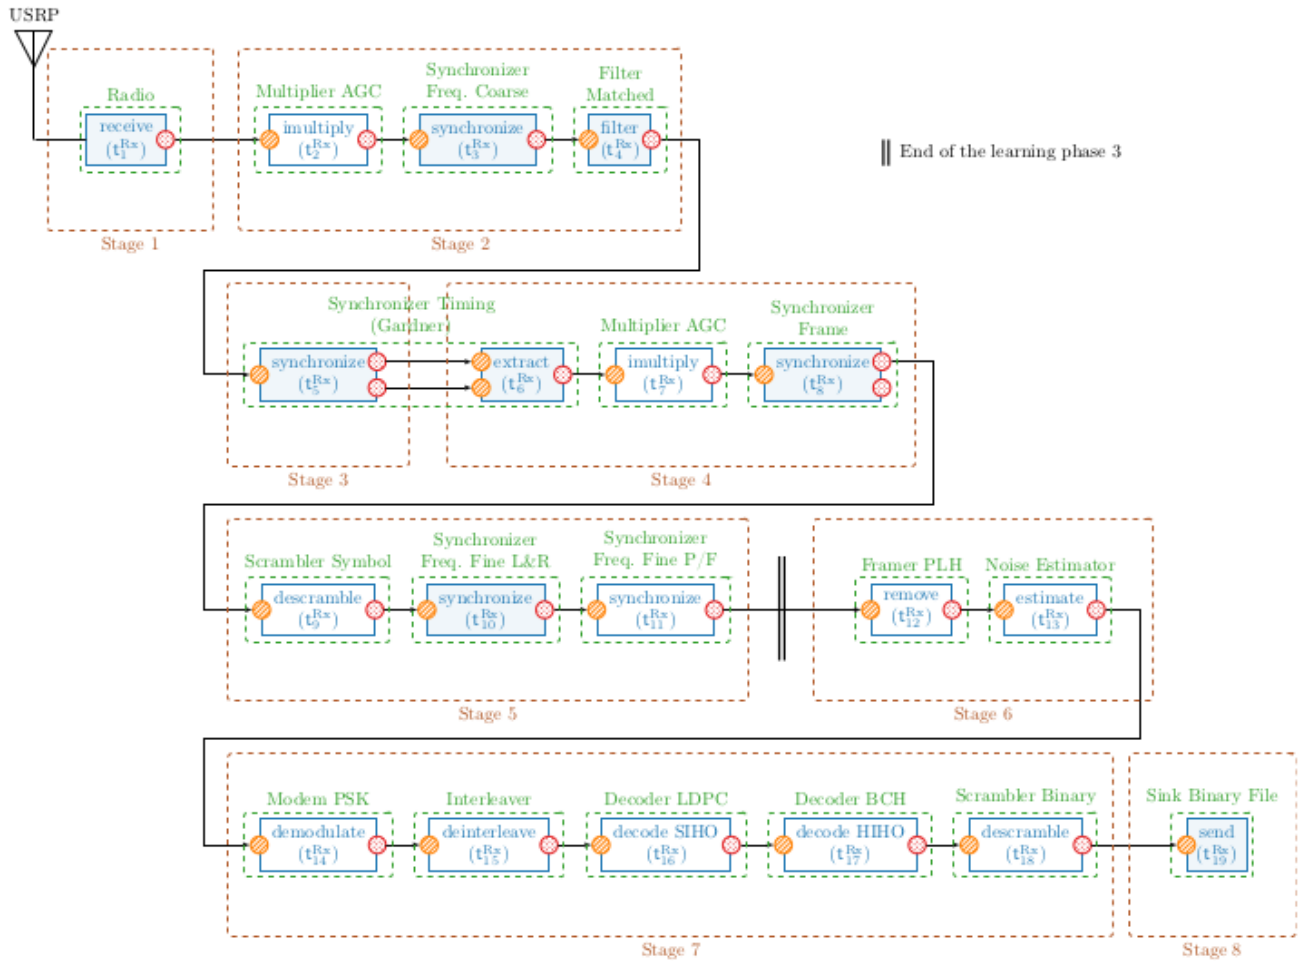 USRP
Radio
receive
(t₁ᴿˣ)
Stage 1
Multiplier AGC
imultiply
(t₂ᴿˣ)
Synchronizer
Freq. Coarse
synchronize
(t₃ᴿˣ)
Filter
Matched
filter
(t₄ᴿˣ)
Stage 2
End of the learning phase 3
Synchronizer Timing
(Gardner)
synchronize
(t₅ᴿˣ)
Stage 3
extract
(t₆ᴿˣ)
Multiplier AGC
imultiply
(t₇ᴿˣ)
Synchronizer
Frame
synchronize
(t₈ᴿˣ)
Stage 4
Scrambler Symbol
descramble
(t₉ᴿˣ)
Synchronizer
Freq. Fine L&R
synchronize
(t₁₀ᴿˣ)
Synchronizer
Freq. Fine P/F
synchronize
(t₁₁ᴿˣ)
Stage 5
Framer PLH
remove
(t₁₂ᴿˣ)
Noise Estimator
estimate
(t₁₃ᴿˣ)
Stage 6
Modem PSK
demodulate
(t₁₄ᴿˣ)
Interleaver
deinterleave
(t₁₅ᴿˣ)
Decoder LDPC
decode SIHO
(t₁₆ᴿˣ)
Decoder BCH
decode HIHO
(t₁₇ᴿˣ)
Scrambler Binary
descramble
(t₁₈ᴿˣ)
Stage 7
Sink Binary File
send
(t₁₉ᴿˣ)
Stage 8